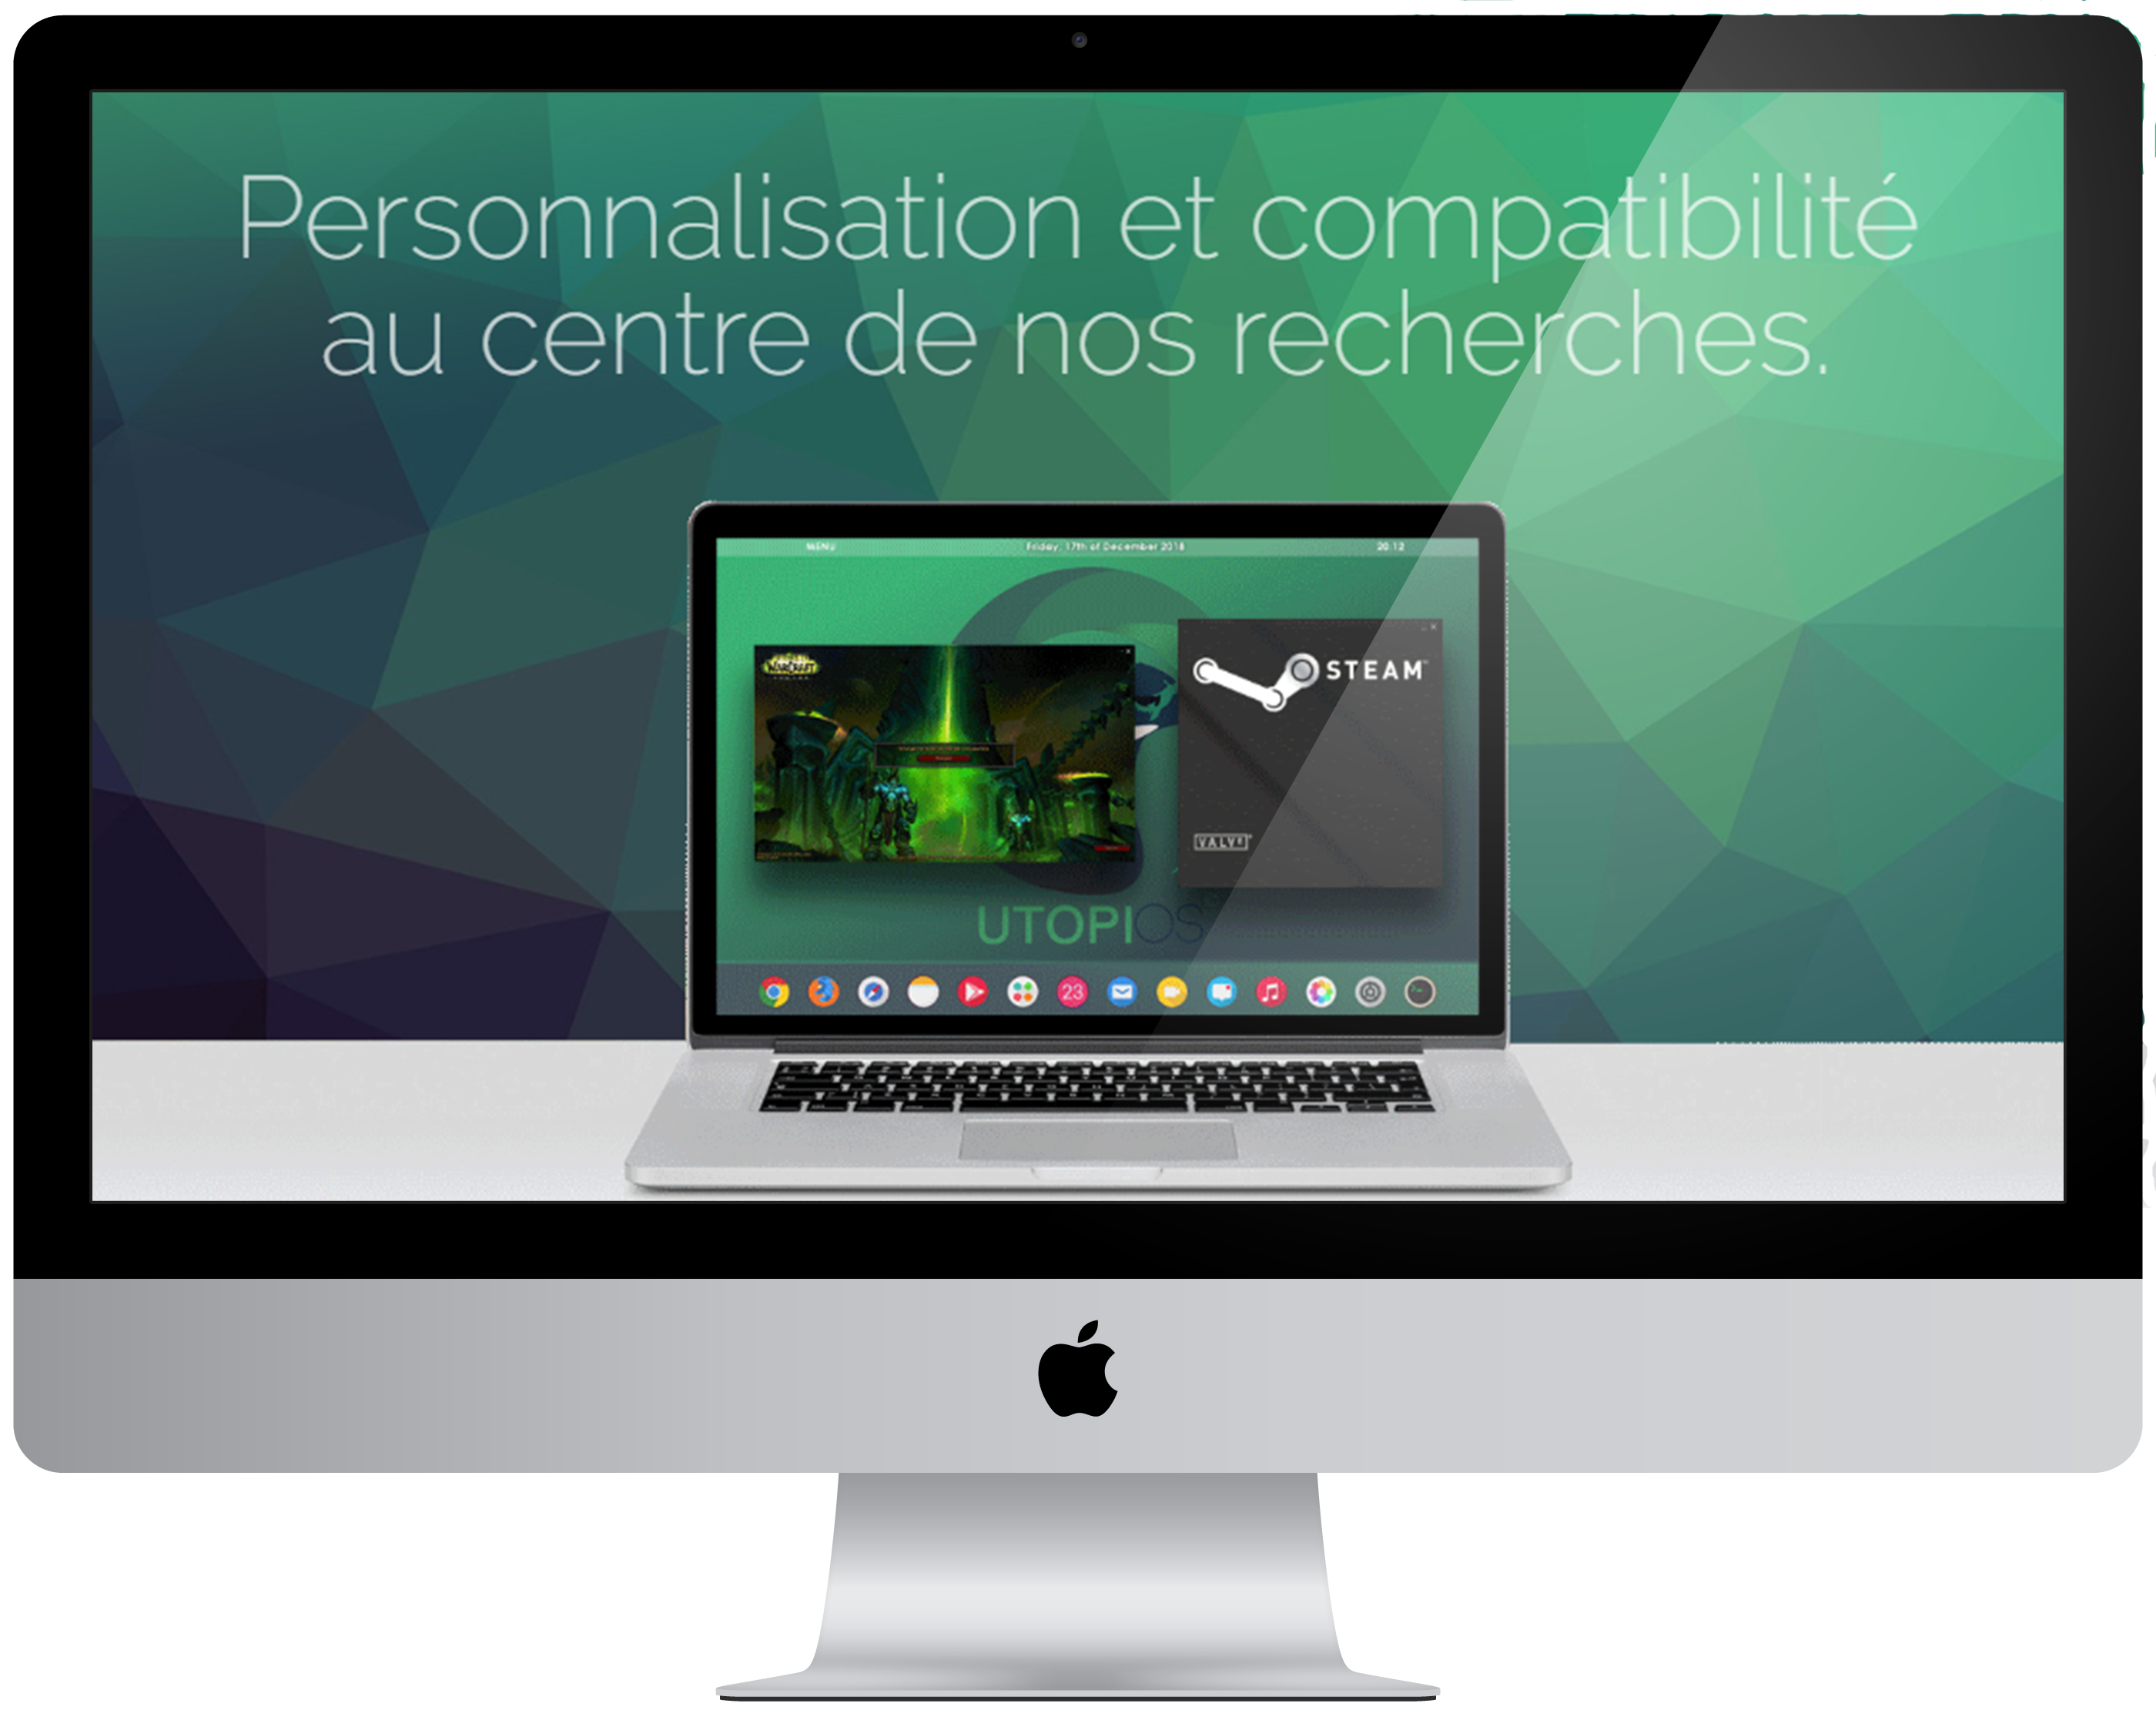 Personnalisation et compatibilité
au centre de nos recherches.
MENU Friday, 17th of December 2018 20:12
WARCRAFT
STEAM
VALVE
UTOPIOS
23